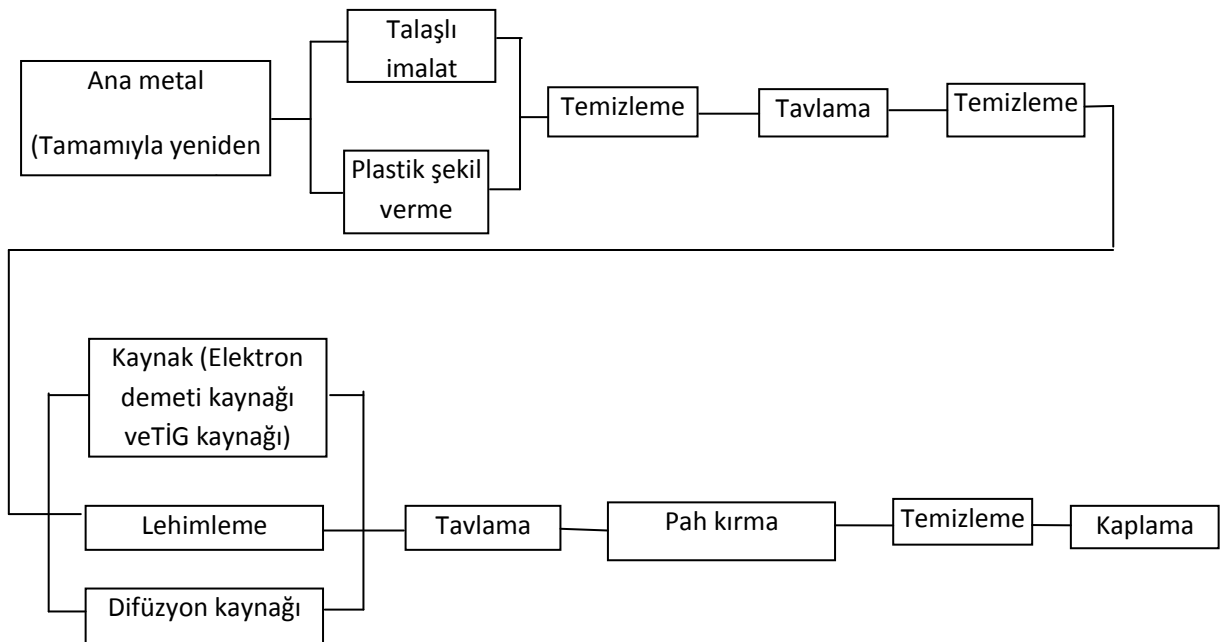 Ana metal
(Tamamıyla yeniden
Talaşlı
imalat
Plastik şekil
verme
Temizleme
Tavlama
Temizleme
Kaynak (Elektron
demeti kaynağı
veTİG kaynağı)
Lehimleme
Difüzyon kaynağı
Tavlama
Pah kırma
Temizleme
Kaplama